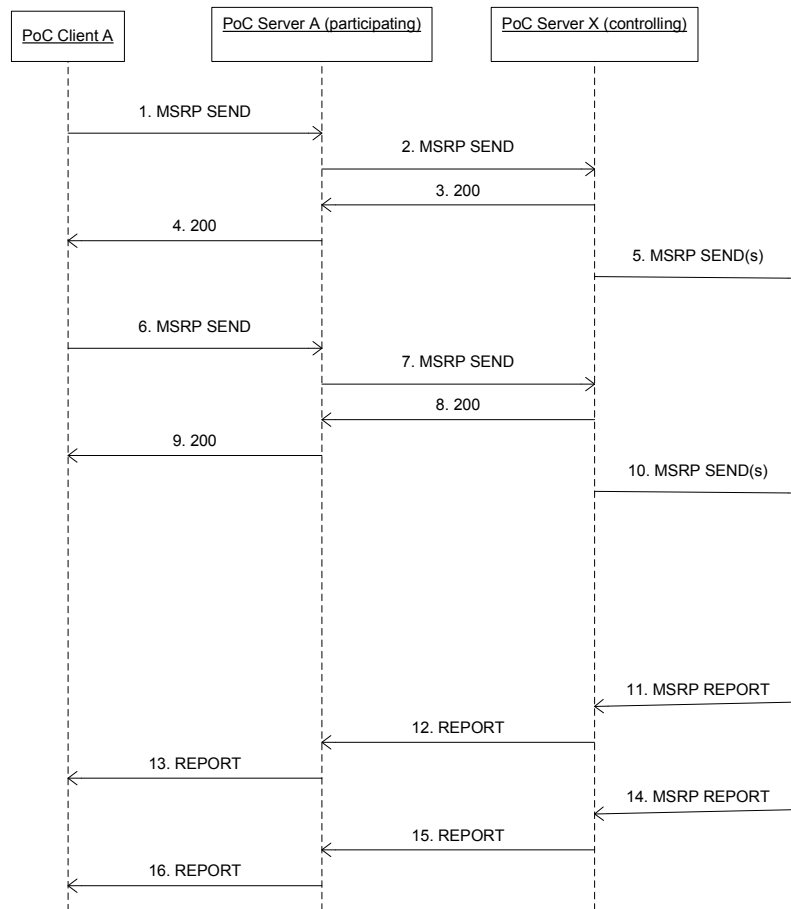 PoC Client A
PoC Server A (participating)
PoC Server X (controlling)
1. MSRP SEND
2. MSRP SEND
3. 200
4. 200
5. MSRP SEND(s)
6. MSRP SEND
7. MSRP SEND
8. 200
9. 200
10. MSRP SEND(s)
11. MSRP REPORT
12. REPORT
13. REPORT
14. MSRP REPORT
15. REPORT
16. REPORT